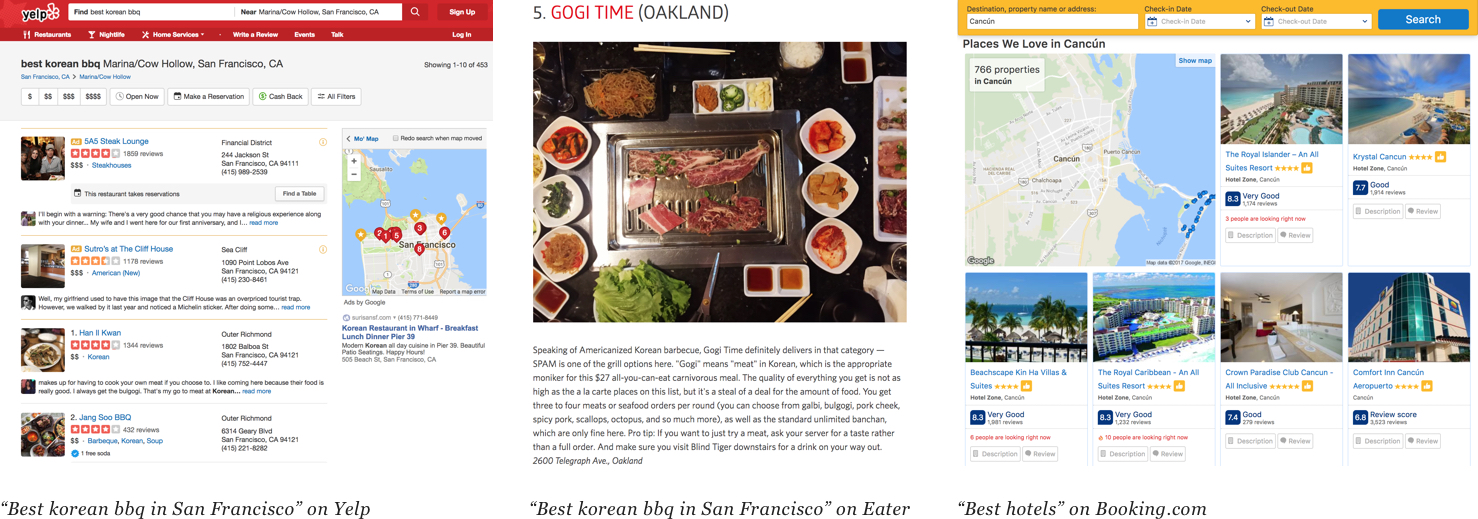 yelp
Find best korean bbq
Near Marina/Cow Hollow, San Francisco, CA
Sign Up
Restaurants Nightlife Home Services Write a Review Events Talk Log In
best korean bbq Marina/Cow Hollow, San Francisco, CA
Showing 1-10 of 453
San Francisco, CA Marina/Cow Hollow
$ $$ $$$ $$$$ Open Now Make a Reservation Cash Back All Filters
Ad 5A5 Steak Lounge
1859 reviews
$$$ · Steakhouses
Financial District
244 Jackson St
San Francisco, CA 94111
(415) 989-2539
This restaurant takes reservations
Find a Table
I'll begin with a warning: There's a very good chance that you may have a religious experience along
with your dinner... My wife and I went here for our first anniversary, and I... read more
Ad Sutro's at The Cliff House
1178 reviews
$$$ · American (New)
Sea Cliff
1090 Point Lobos Ave
San Francisco, CA 94121
(415) 230-8461
Well, my girlfriend used to have this image that the Cliff House was an overpriced tourist trap.
However, we walked by it last year and noticed a Michelin sticker. After doing some... read more
1. Han Il Kwan
1344 reviews
$$ · Korean
Outer Richmond
1802 Balboa St
San Francisco, CA 94121
(415) 752-4447
makes up for having to cook your own meat if you choose to. I like coming here because their food is
really good. I always get the bulgogi. That's my go to meat at Korean... read more
2. Jang Soo BBQ
432 reviews
$$ · Barbeque, Korean, Soup
1 free soda
Outer Richmond
6314 Geary Blvd
San Francisco, CA 94121
(415) 221-8282
Mo' Map
Redo search when map moved
+
−
Sausalito
San Francisco
2 1 5 3 6 8
Google
Map Data Terms of Use Report a map error
Ads by Google
surisansf.com • (415) 771-8449
Korean Restaurant in Wharf - Breakfast
Lunch Dinner Pier 39
Modern Korean all day cuisine in Pier 39. Beautiful
Patio Seatings. Happy Hours!
505 Beach St, San Francisco, CA
“Best korean bbq in San Francisco” on Yelp
5. GOGI TIME (OAKLAND)
Speaking of Americanized Korean barbecue, Gogi Time definitely delivers in that category —
SPAM is one of the grill options here. "Gogi" means "meat" in Korean, which is the appropriate
moniker for this $27 all-you-can-eat carnivorous meal. The quality of everything you get is not as
high as the a la carte places on this list, but it's a steal of a deal for the amount of food. You get
three to four meats or seafood orders per round (you can choose from galbi, bulgogi, pork cheek,
spicy pork, scallops, octopus, and so much more), as well as the standard unlimited banchan,
which are only fine here. Pro tip: If you want to just try a meat, ask your server for a taste rather
than a full order. And make sure you visit Blind Tiger downstairs for a drink on your way out.
2600 Telegraph Ave., Oakland
“Best korean bbq in San Francisco” on Eater
Destination, property name or address:
Cancún
Check-in Date
Check-in Date
Check-out Date
Check-out Date
Search
Places We Love in Cancún
766 properties
in Cancún
Show map
Cancún
Puerto Cancún
Chalchoapa
Google
Map data ©2017 Google, INEGI
The Royal Islander – An All
Suites Resort
Hotel Zone, Cancún
8.3 Very Good
1,174 reviews
3 people are looking right now
Description Review
Krystal Cancun
Hotel Zone, Cancún
7.7 Good
1,914 reviews
Description Review
Beachscape Kin Ha Villas &
Suites
Hotel Zone, Cancún
8.3 Very Good
1,981 reviews
6 people are looking right now
Description Review
The Royal Caribbean - An All
Suites Resort
Hotel Zone, Cancún
8.3 Very Good
1,232 reviews
10 people are looking right now
Description Review
Crown Paradise Club Cancun -
All Inclusive
Hotel Zone, Cancún
7.4 Good
279 reviews
Description Review
Comfort Inn Cancún
Aeropuerto
Cancún
6.8 Review score
3,523 reviews
Description Review
“Best hotels” on Booking.com